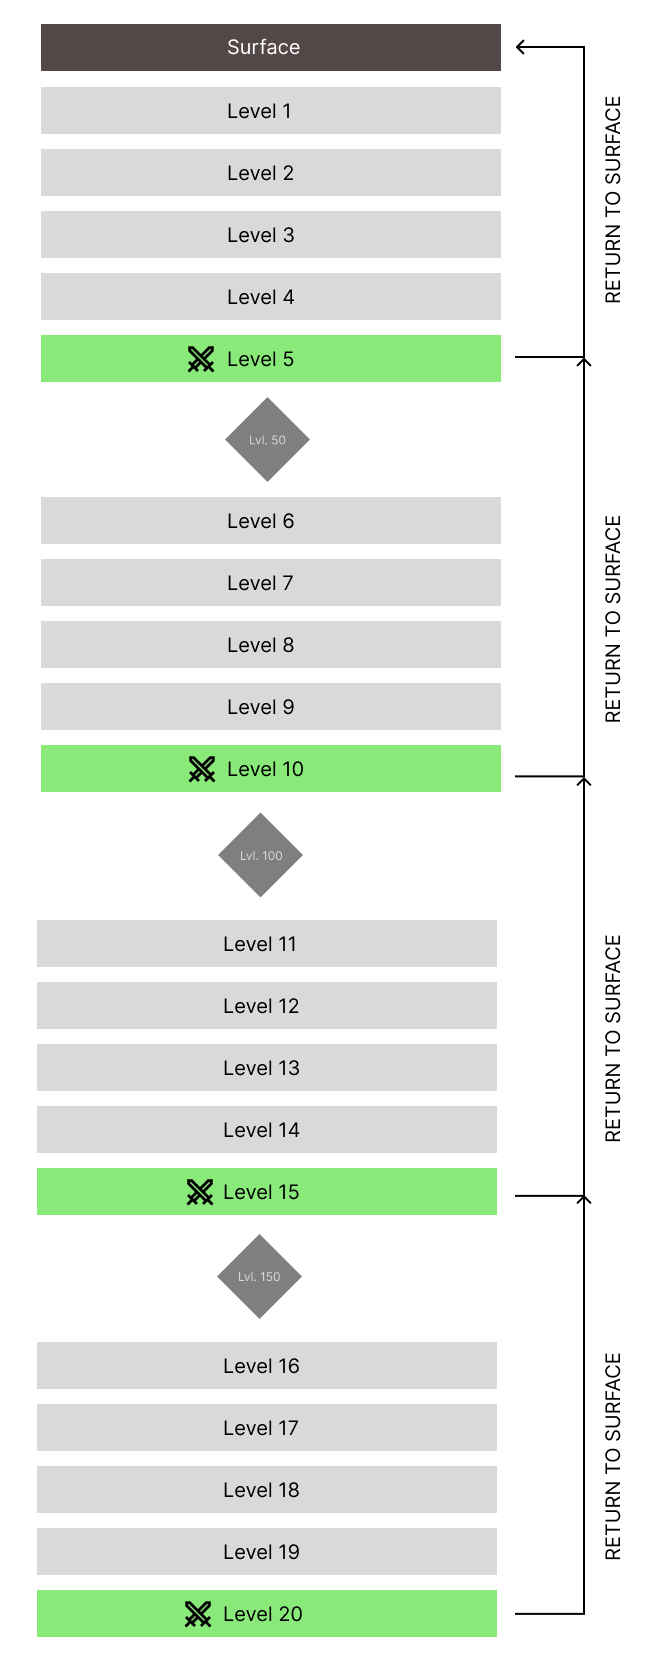 Surface
Level 1
Level 2
Level 3
Level 4
Level 5
RETURN TO SURFACE
Lvl. 50
Level 6
Level 7
Level 8
Level 9
Level 10
RETURN TO SURFACE
Lvl. 100
Level 11
Level 12
Level 13
Level 14
Level 15
RETURN TO SURFACE
Lvl. 150
Level 16
Level 17
Level 18
Level 19
Level 20
RETURN TO SURFACE